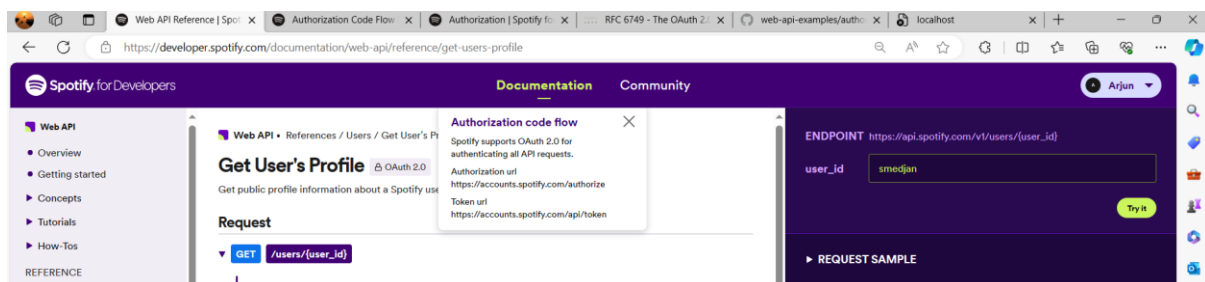 Web API Reference | Spot
Authorization Code Flow
Authorization | Spotify fo
RFC 6749 - The OAuth 2.
web-api-examples/autho
localhost
https://developer.spotify.com/documentation/web-api/reference/get-users-profile
Spotify for Developers
Documentation
Community
Arjun
Web API
Overview
Getting started
Concepts
Tutorials
How-Tos
REFERENCE
Web API • References / Users / Get User's Pr
Get User's Profile
OAuth 2.0
Get public profile information about a Spotify use
Request
GET
/users/{user_id}
Authorization code flow
Spotify supports OAuth 2.0 for
authenticating all API requests.
Authorization url
https://accounts.spotify.com/authorize
Token url
https://accounts.spotify.com/api/token
ENDPOINT https://api.spotify.com/v1/users/{user_id}
user_id
smedjan
Try it
REQUEST SAMPLE